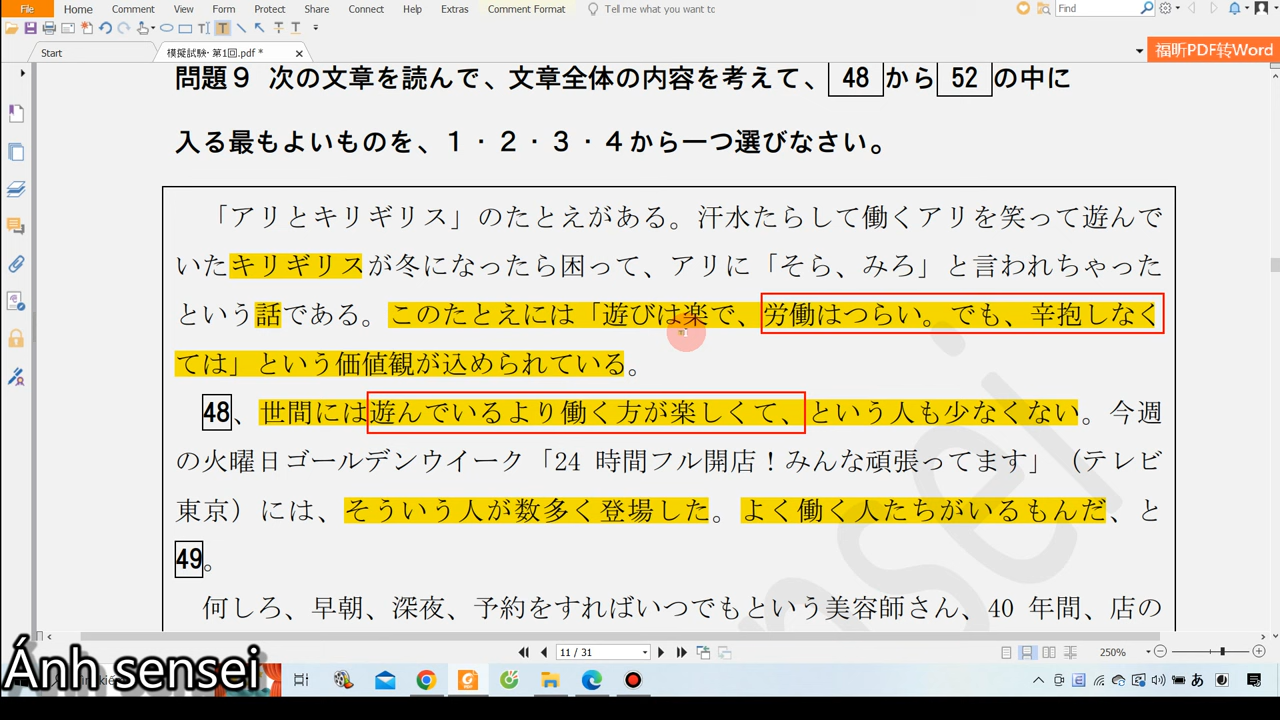 File Home Comment View Form Protect Share Connect Help Extras Comment Format Tell me what you want to Find
Start 模擬試験- 第1回.pdf * 福昕PDF转Word
問題９ 次の文章を読んで、文章全体の内容を考えて、 48 から 52 の中に
入る最もよいものを、１・２・３・４から一つ選びなさい。
「アリとキリギリス」のたとえがある。汗水たらして働くアリを笑って遊んで
いたキリギリスが冬になったら困って、アリに「そら、みろ」と言われちゃった
という話である。このたとえには「遊びは楽で、労働はつらい。でも、辛抱しなく
ては」という価値観が込められている。
48、世間には遊んでいるより働く方が楽しくて、という人も少なくない。今週
の火曜日ゴールデンウイーク「24 時間フル開店！みんな頑張ってます」（テレビ
東京）には、そういう人が数多く登場した。よく働く人たちがいるもんだ、と
49。
何しろ、早朝、深夜、予約をすればいつでもという美容師さん、40 年間、店の
nsei
11 / 31 250%
Ánh sensei